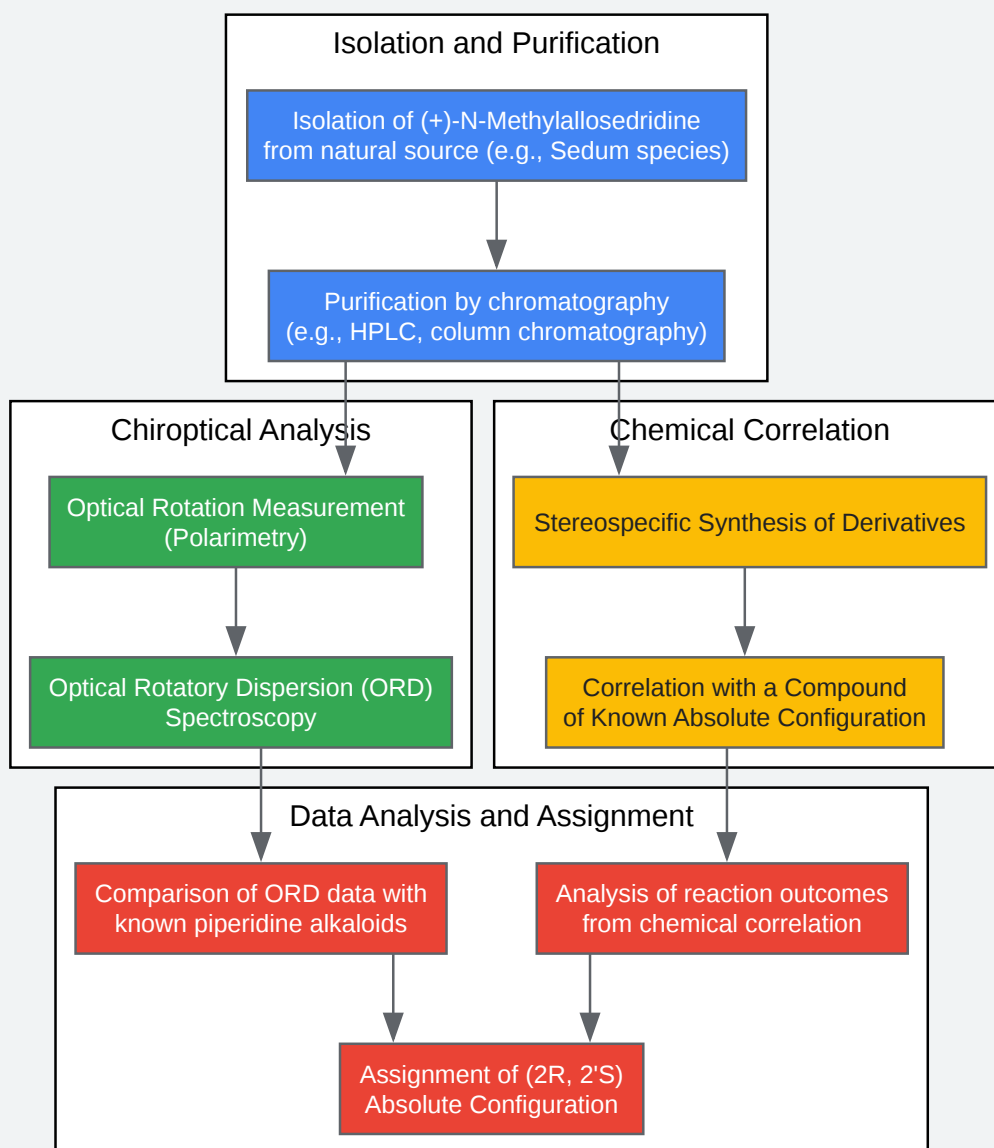 Isolation and Purification
Isolation of (+)-N-Methylallosedridine
from natural source (e.g., Sedum species)
Purification by chromatography
(e.g., HPLC, column chromatography)
Chiroptical Analysis
Optical Rotation Measurement
(Polarimetry)
Optical Rotatory Dispersion (ORD)
Spectroscopy
Chemical Correlation
Stereospecific Synthesis of Derivatives
Correlation with a Compound
of Known Absolute Configuration
Data Analysis and Assignment
Comparison of ORD data with
known piperidine alkaloids
Analysis of reaction outcomes
from chemical correlation
Assignment of (2R, 2'S)
Absolute Configuration